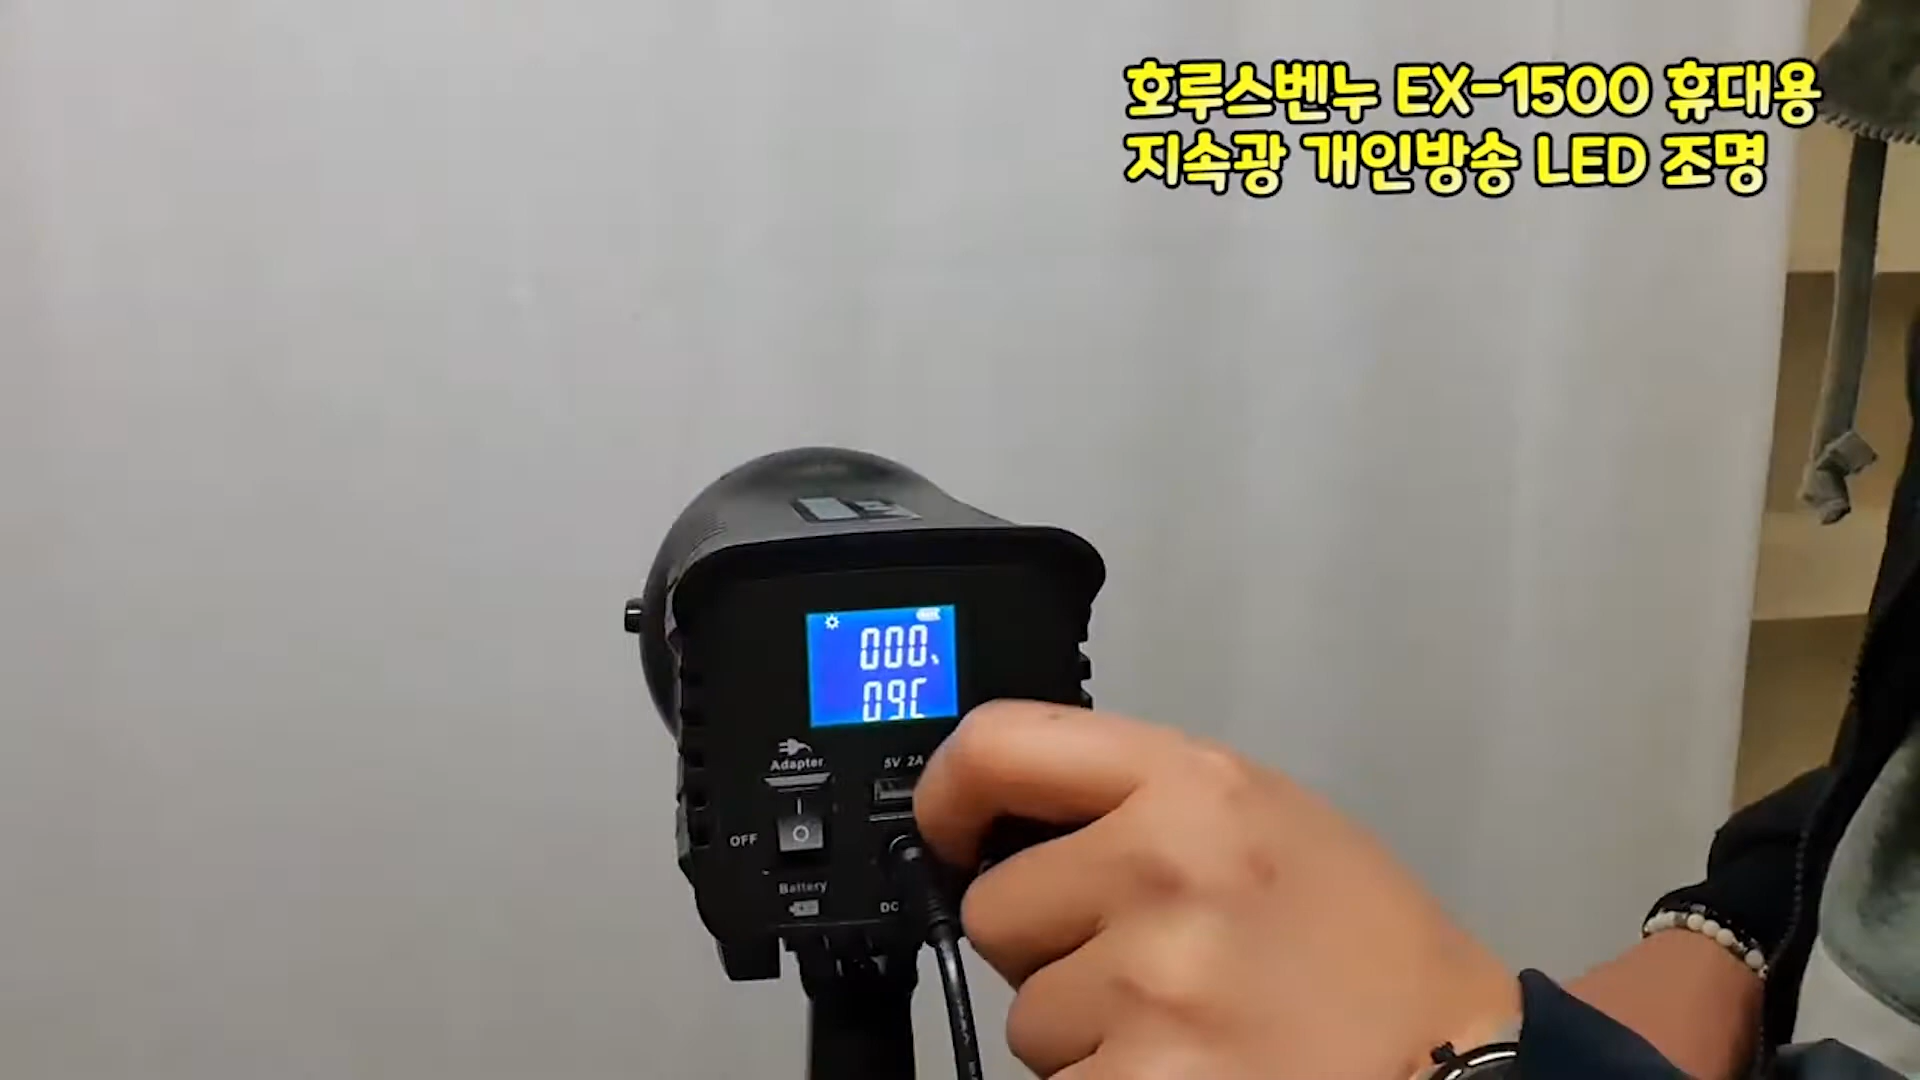 호루스벤누 EX-1500 휴대용
지속광 개인방송 LED 조명
000%
09C
Adapter
5V 2A
OFF
Battery
DC